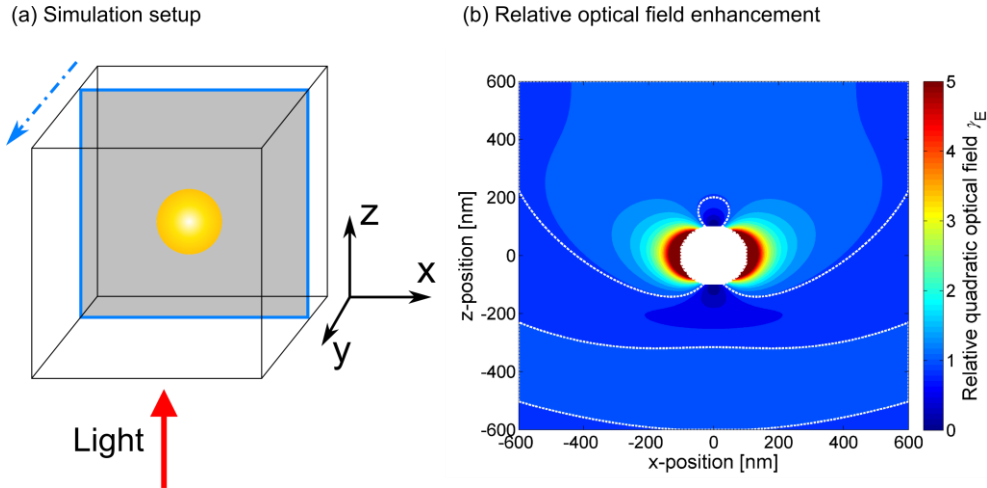 (a) Simulation setup
z
x
y
Light
(b) Relative optical field enhancement
600
400
200
0
-200
-400
-600
-600
-400
-200
0
200
400
600
x-position [nm]
z-position [nm]
5
4
3
2
1
0
Relative quadratic optical field γE